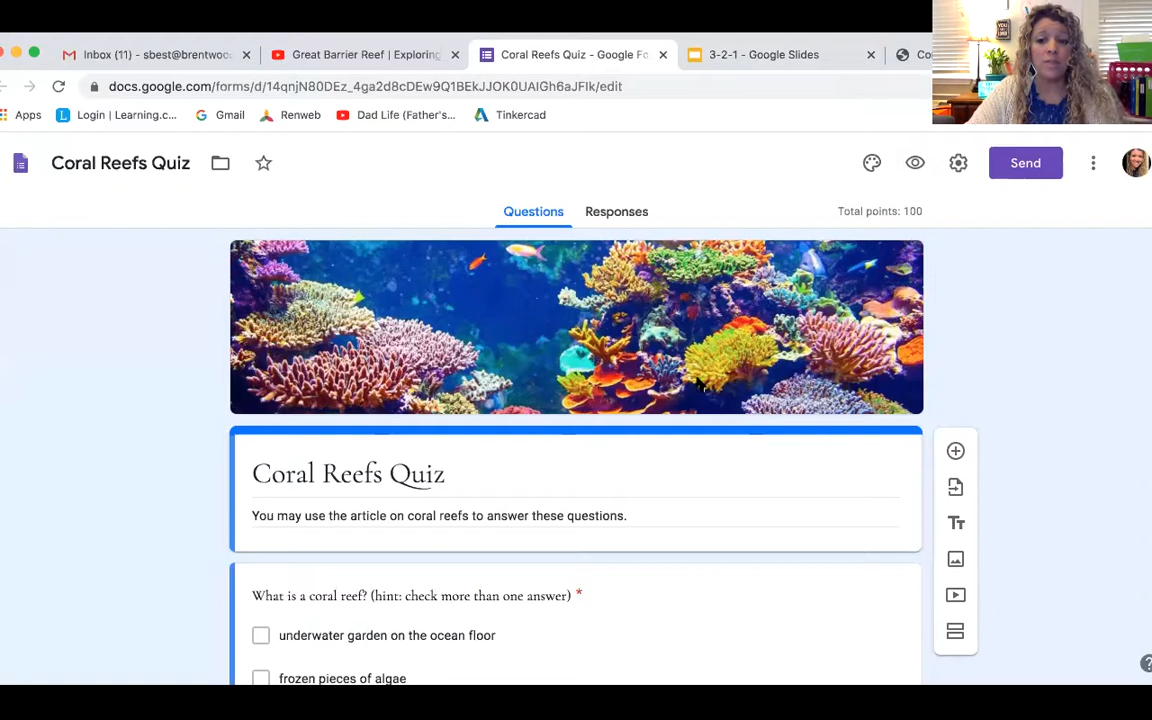 Inbox (11) - sbest@brentwoo
Great Barrier Reef | Exploring
Coral Reefs Quiz - Google Fo
3-2-1 - Google Slides
Co
docs.google.com/forms/d/14qnjN80DEz_4ga2d8cDEw9Q1BEkJJOK0UAIGh6aJFIk/edit
Apps
Login | Learning.c...
Gmail
Renweb
Dad Life (Father's...
Tinkercad
Coral Reefs Quiz
Send
Questions
Responses
Total points: 100
Coral Reefs Quiz
You may use the article on coral reefs to answer these questions.
What is a coral reef? (hint: check more than one answer) *
underwater garden on the ocean floor
frozen pieces of algae